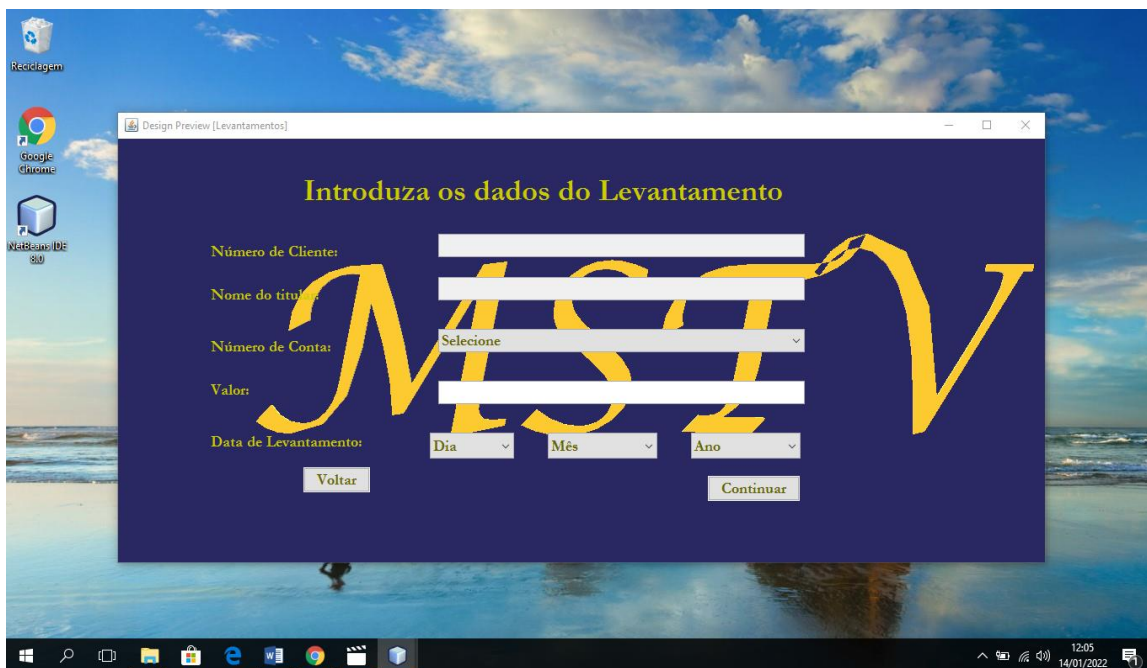 Reciclagem
Google
Chrome
NetBeans IDE
8.0
Design Preview [Levantamentos]
Introduza os dados do Levantamento
Número de Cliente:
Nome do titular:
Número de Conta:
Selecione
Valor:
Data de Levantamento:
Dia
Mês
Ano
Voltar
Continuar
MSTV
12:05
14/01/2022